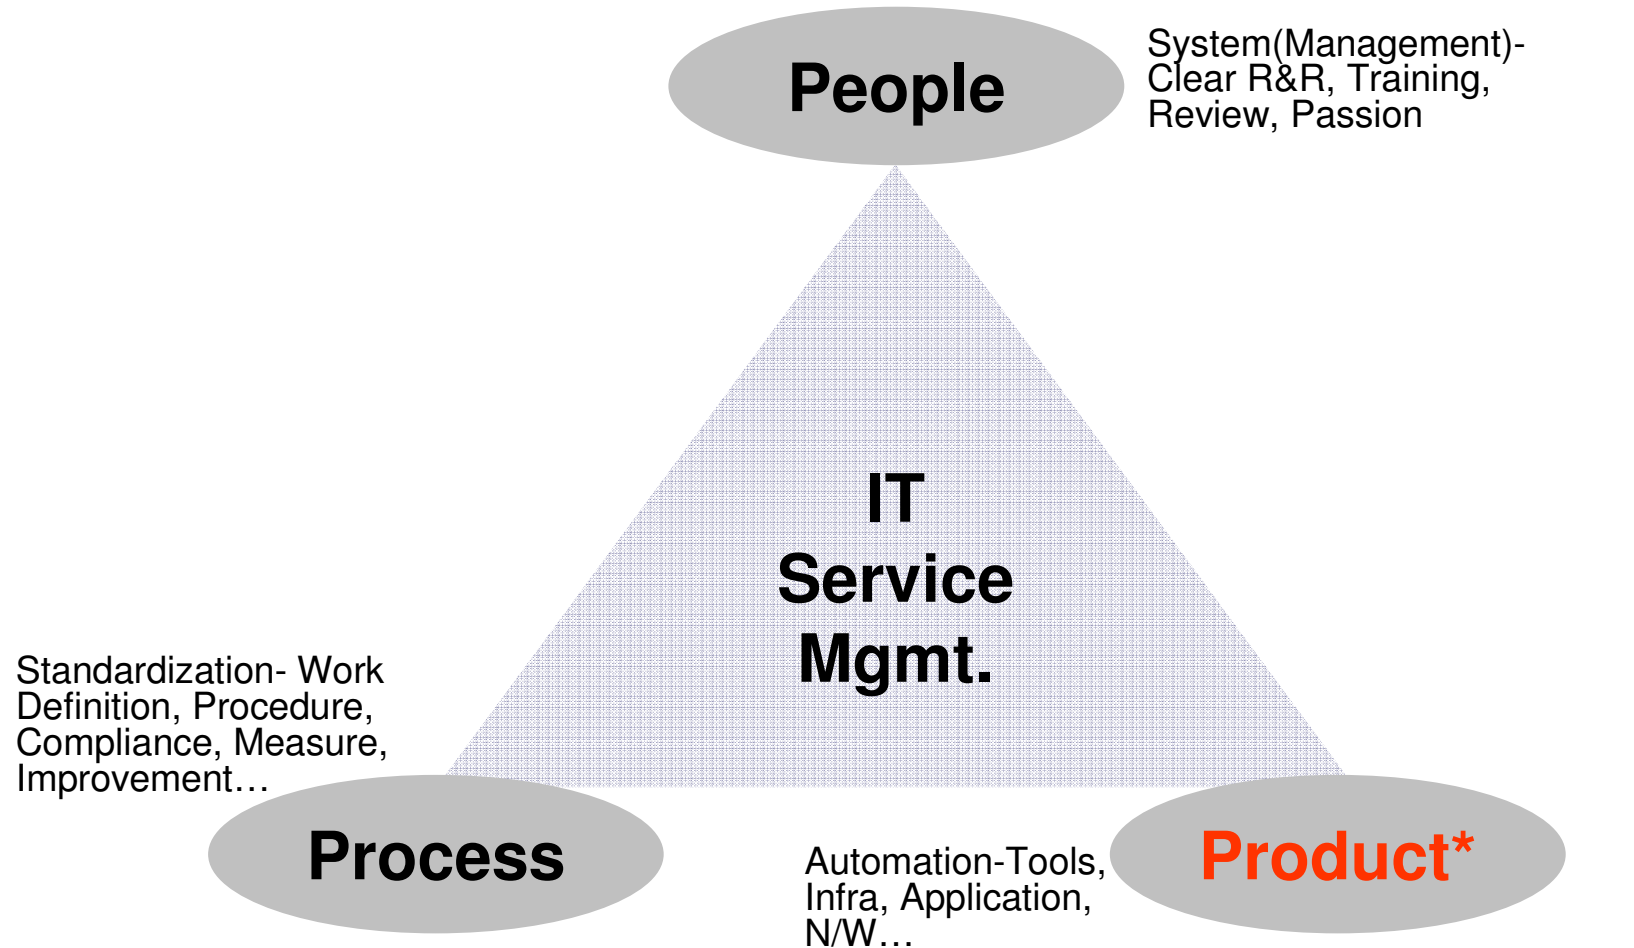 People
System(Management)-
Clear R&R, Training,
Review, Passion
IT
Service
Mgmt.
Standardization- Work
Definition, Procedure,
Compliance, Measure,
Improvement…
Process
Automation-Tools,
Infra, Application,
N/W…
Product*